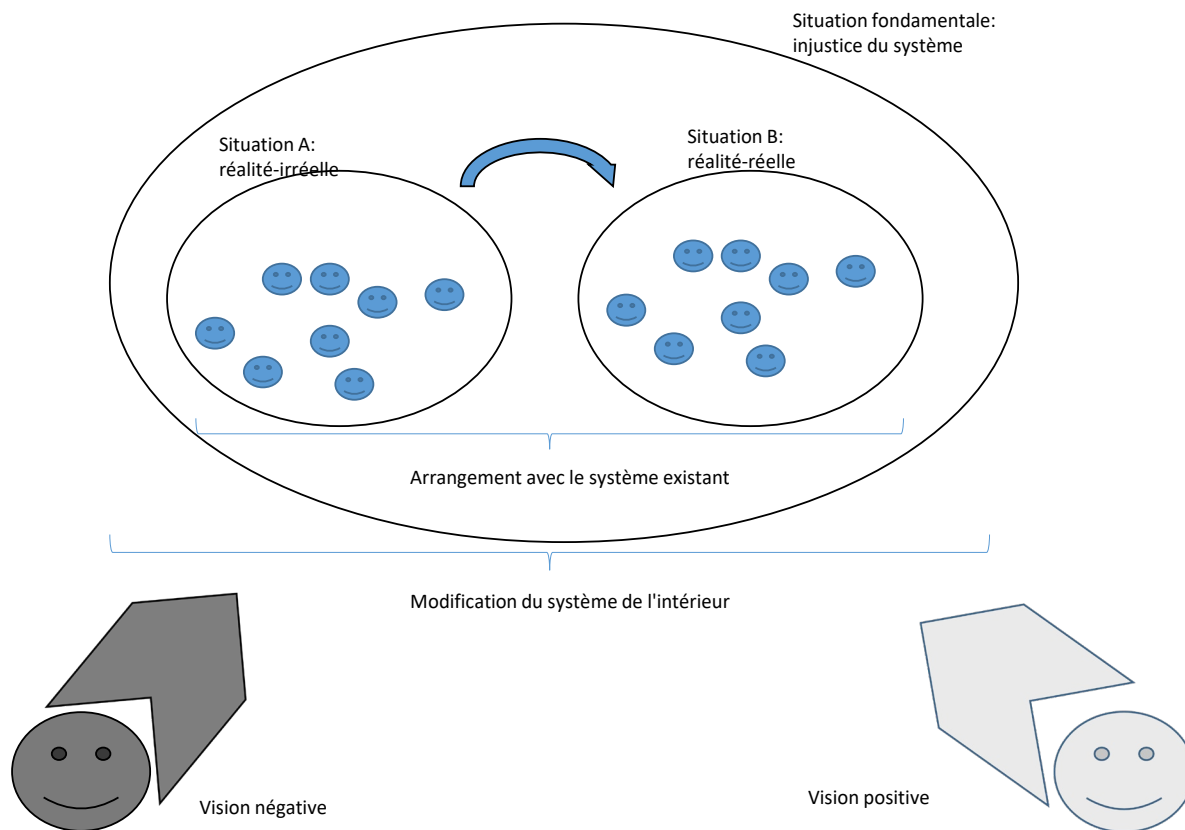 Situation fondamentale:
injustice du système
Situation A:
réalité-irréelle
Situation B:
réalité-réelle
Arrangement avec le système existant
Modification du système de l'intérieur
Vision négative
Vision positive